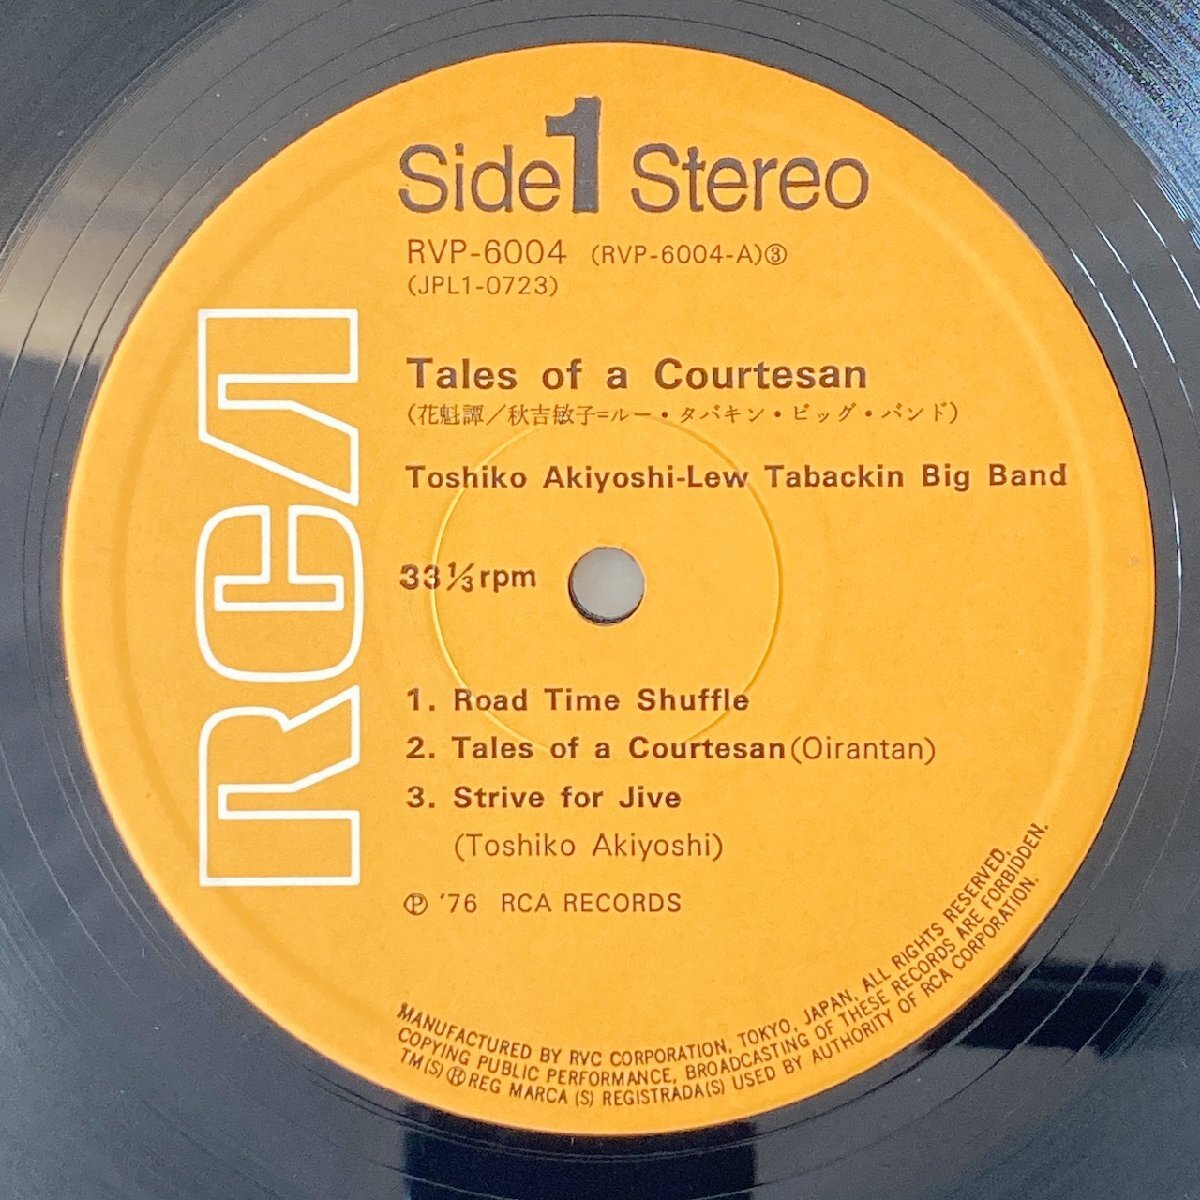 Side 1 Stereo
RVP-6004 (RVP-6004-A)③
(JPL1-0723)
RCA
Tales of a Courtesan
(花魁譚／秋吉敏子=ルー・タバキン・ビッグ・バンド)
Toshiko Akiyoshi-Lew Tabackin Big Band
33⅓rpm
1. Road Time Shuffle
2. Tales of a Courtesan (Oirantan)
3. Strive for Jive
(Toshiko Akiyoshi)
℗ '76 RCA RECORDS
MANUFACTURED BY RVC CORPORATION, TOKYO, JAPAN, ALL RIGHTS RESERVED,
COPYING PUBLIC PERFORMANCE, BROADCASTING OF THESE RECORDS ARE FORBIDDEN.
TM(S) ® REG MARCA (S) REGISTRADA(S) USED BY AUTHORITY OF RCA CORPORATION.